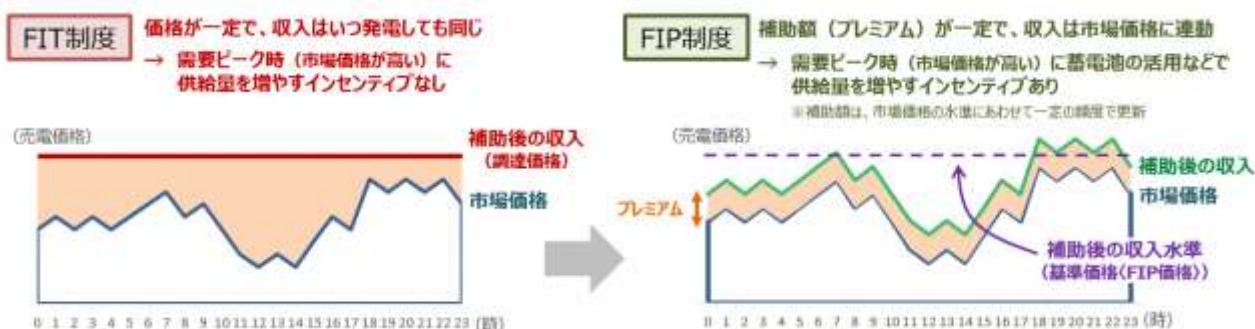 FIT制度
価格が一定で、収入はいつ発電しても同じ
→ 需要ピーク時（市場価格が高い）に
供給量を増やすインセンティブなし
（売電価格）
補助後の収入
（調達価格）
市場価格
0 1 2 3 4 5 6 7 8 9 10 11 12 13 14 15 16 17 18 19 20 21 22 23 (時)
FIP制度
補助額（プレミアム）が一定で、収入は市場価格に連動
→ 需要ピーク時（市場価格が高い）に蓄電池の活用などで
供給量を増やすインセンティブあり
※補助額は、市場価格の水準にあわせて一定の頻度で更新
（売電価格）
補助後の収入
市場価格
プレミアム
補助後の収入水準
（基準価格〈FIP価格〉）
0 1 2 3 4 5 6 7 8 9 10 11 12 13 14 15 16 17 18 19 20 21 22 23 (時)